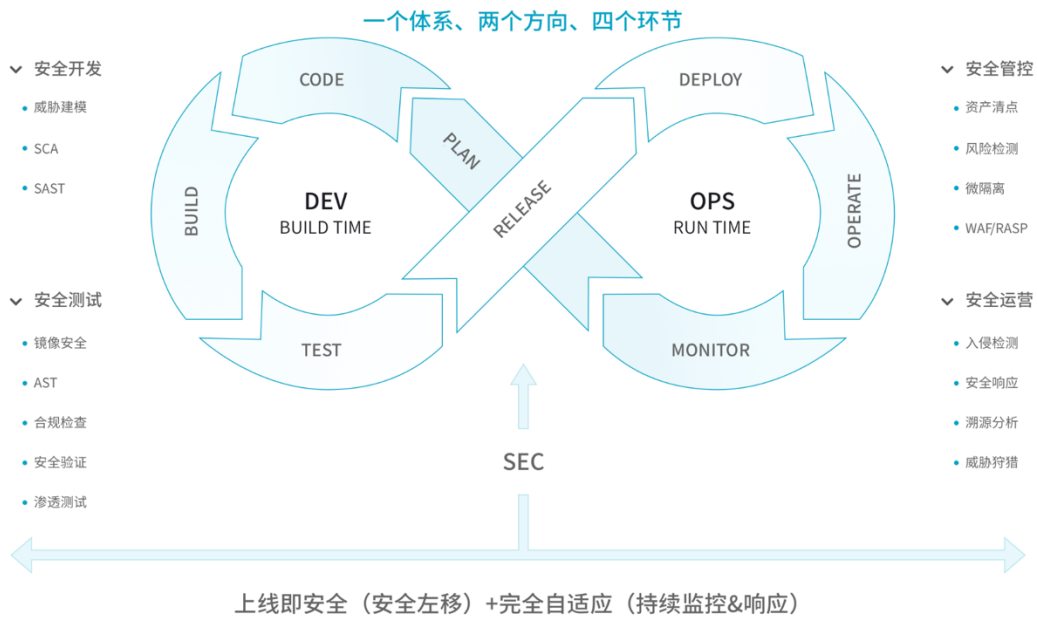 一个体系、两个方向、四个环节
安全开发
威胁建模
SCA
SAST
安全测试
镜像安全
AST
合规检查
安全验证
渗透测试
CODE
PLAN
BUILD
DEV
BUILD TIME
TEST
RELEASE
DEPLOY
OPS
RUN TIME
OPERATE
MONITOR
安全管控
资产清点
风险检测
微隔离
WAF/RASP
安全运营
入侵检测
安全响应
溯源分析
威胁狩猎
SEC
上线即安全（安全左移）+完全自适应（持续监控&响应）